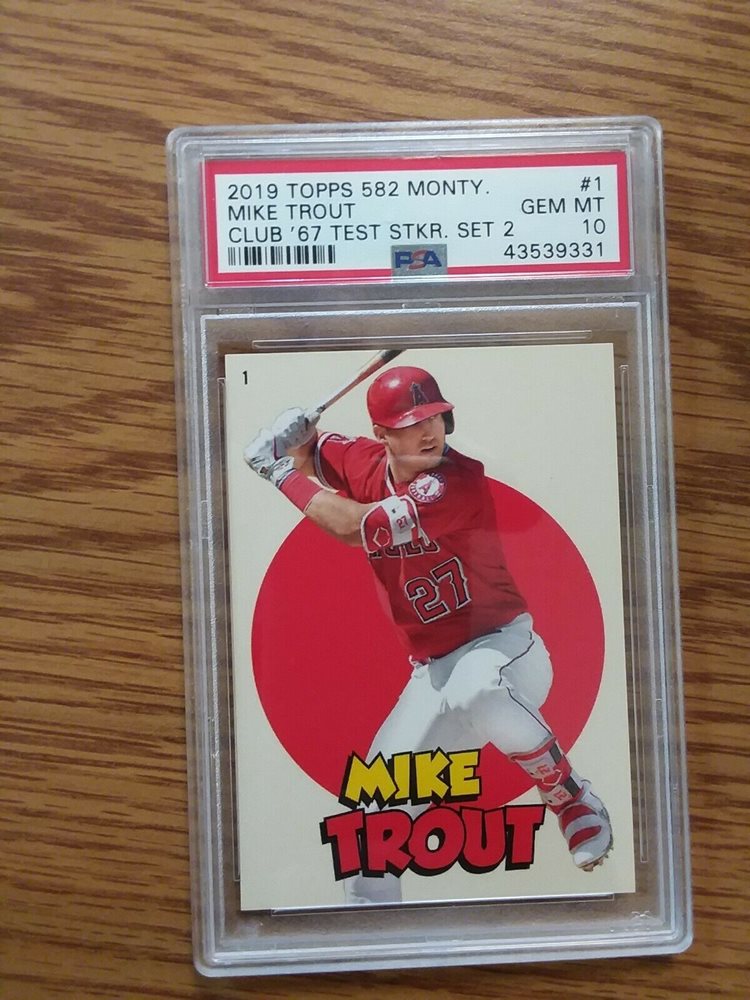 2019 TOPPS 582 MONTY. #1
MIKE TROUT GEM MT
CLUB '67 TEST STKR. SET 2 10
PSA 43539331
1
A
A
27
27
MIKE
TROUT